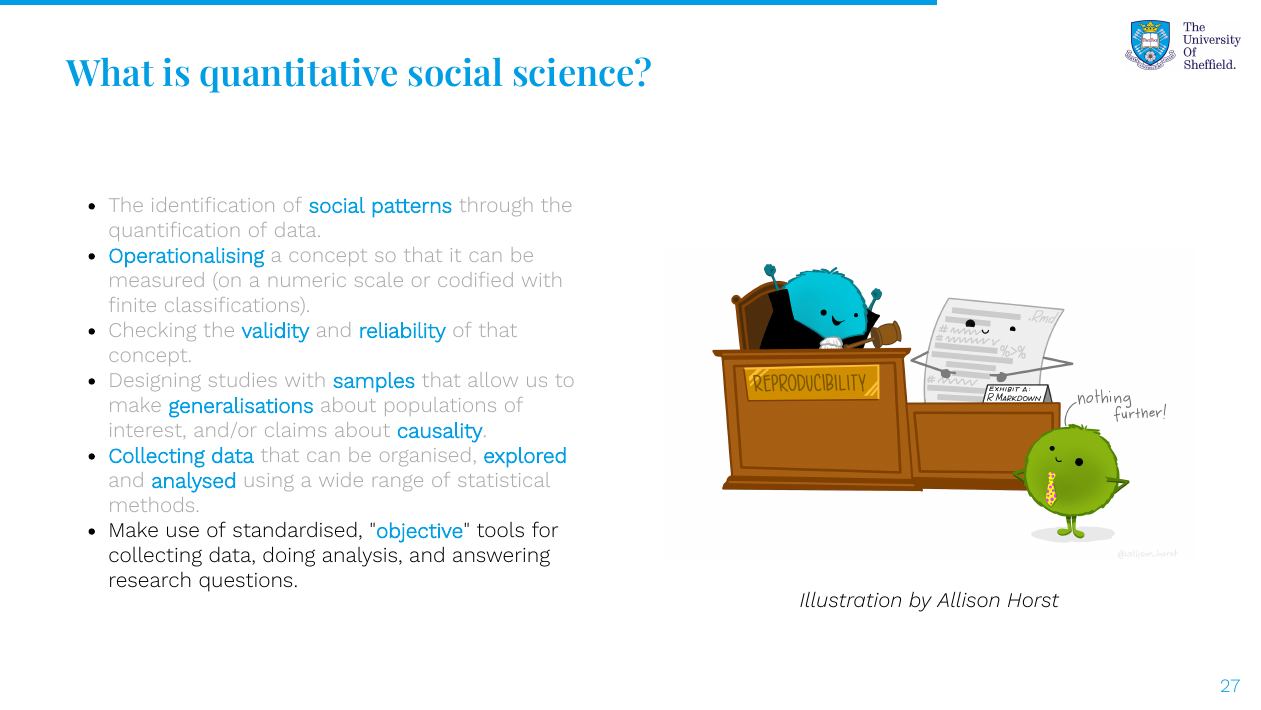 The
University
Of
Sheffield.
What is quantitative social science?
The identification of social patterns through the
quantification of data.
Operationalising a concept so that it can be
measured (on a numeric scale or codified with
finite classifications).
Checking the validity and reliability of that
concept.
Designing studies with samples that allow us to
make generalisations about populations of
interest, and/or claims about causality.
Collecting data that can be organised, explored
and analysed using a wide range of statistical
methods.
Make use of standardised, "objective" tools for
collecting data, doing analysis, and answering
research questions.
.Rmd
%>%
REPRODUCIBILITY
EXHIBIT A:
R MARKDOWN
nothing
further!
@allison_horst
Illustration by Allison Horst
27